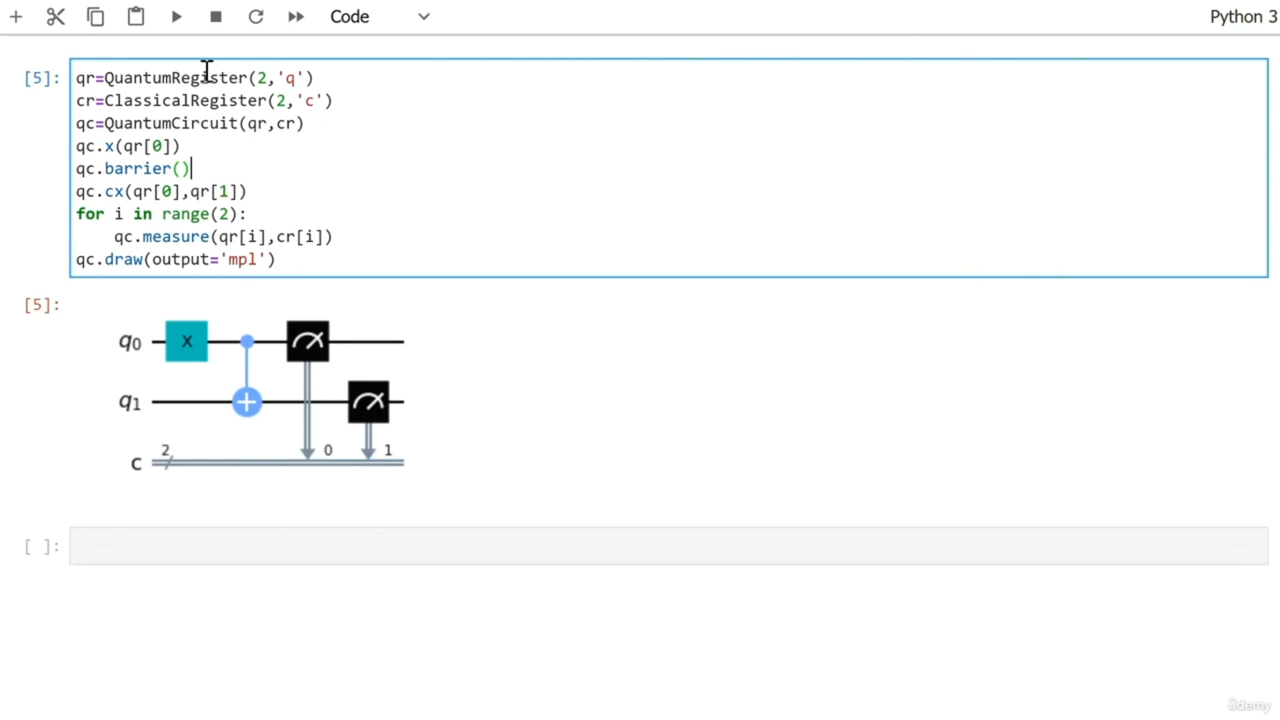 Code
Python 3
[5]:
qr=QuantumRegister(2,'q')
cr=ClassicalRegister(2,'c')
qc=QuantumCircuit(qr,cr)
qc.x(qr[0])
qc.barrier()
qc.cx(qr[0],qr[1])
for i in range(2):
    qc.measure(qr[i],cr[i])
qc.draw(output='mpl')
[5]:
q0 X
q1
2 0 1
c
[ ]:
ûdemy